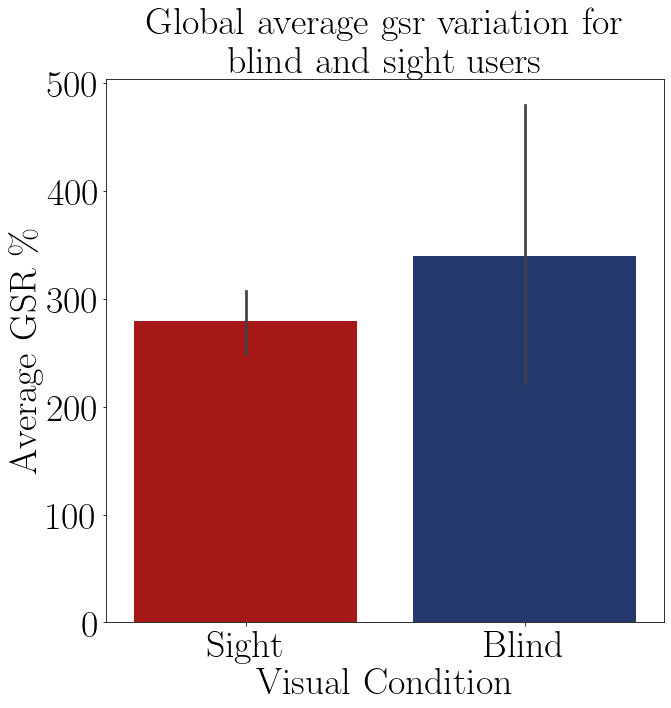 Global average gsr variation for
blind and sight users
Average GSR %
500
400
300
200
100
0
Sight
Blind
Visual Condition